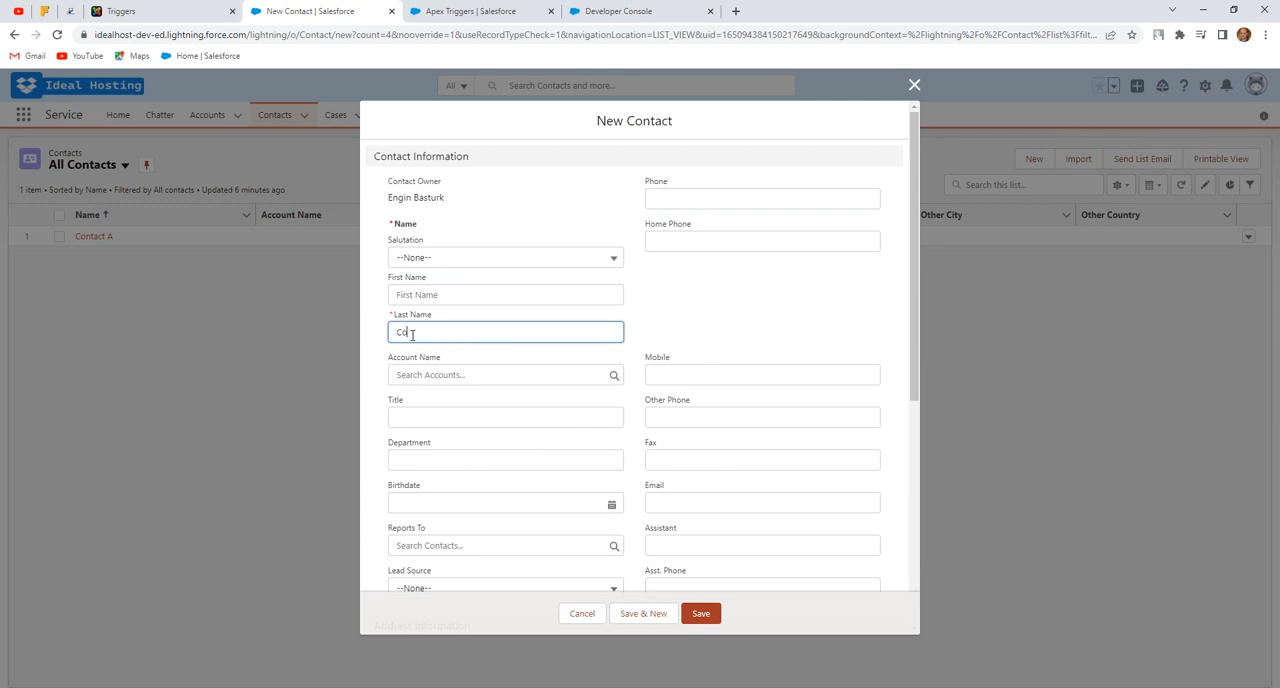 Triggers
New Contact | Salesforce
Apex Triggers | Salesforce
Developer Console
idealhost-dev-ed.lightning.force.com/lightning/o/Contact/new?count=4&nooverride=1&useRecordTypeCheck=1&navigationLocation=LIST_VIEW&uid=165094384150217649&backgroundContext=%2Flightning%2Fo%2FContact%2Flist%3Ffilt...
Gmail
YouTube
Maps
Home | Salesforce
Ideal Hosting
All
Search Contacts and more...
Service
Home
Chatter
Accounts
Contacts
Cases
Contacts
All Contacts
1 item • Sorted by Name • Filtered by All contacts • Updated 6 minutes ago
New
Import
Send List Email
Printable View
Search this list...
Name ↑
Account Name
Other City
Other Country
1
Contact A
New Contact
Contact Information
Contact Owner
Engin Basturk
Phone
* Name
Home Phone
Salutation
--None--
First Name
First Name
* Last Name
Co
Account Name
Search Accounts...
Mobile
Title
Other Phone
Department
Fax
Birthdate
Email
Reports To
Search Contacts...
Assistant
Lead Source
--None--
Asst. Phone
Address Information
Cancel
Save & New
Save